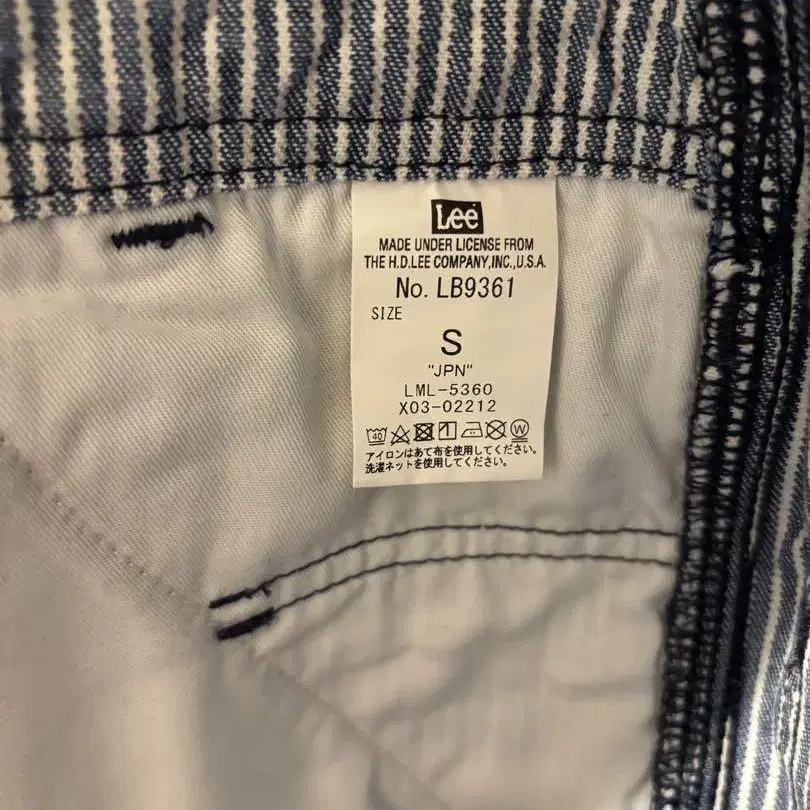 Lee
MADE UNDER LICENSE FROM
THE H.D.LEE COMPANY,INC.,U.S.A.
No. LB9361
SIZE
S
"JPN"
LML-5360
X03-02212
40 W
アイロンはあて布を使用してください。
洗濯ネットを使用してください。